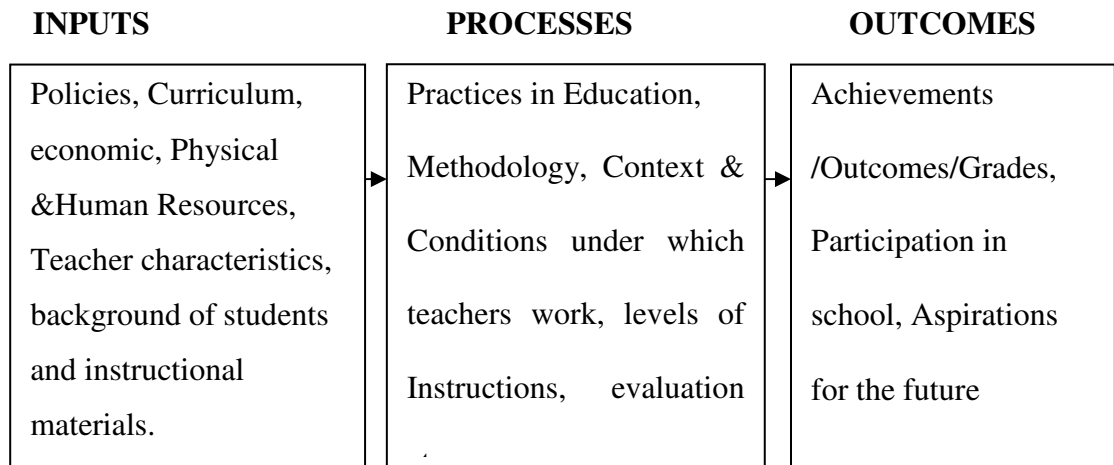 INPUTS
PROCESSES
OUTCOMES
Policies, Curriculum,
economic, Physical
&Human Resources,
Teacher characteristics,
background of students
and instructional
materials.
Practices in Education,
Methodology, Context &
Conditions under which
teachers work, levels of
Instructions, evaluation
Achievements
/Outcomes/Grades,
Participation in
school, Aspirations
for the future